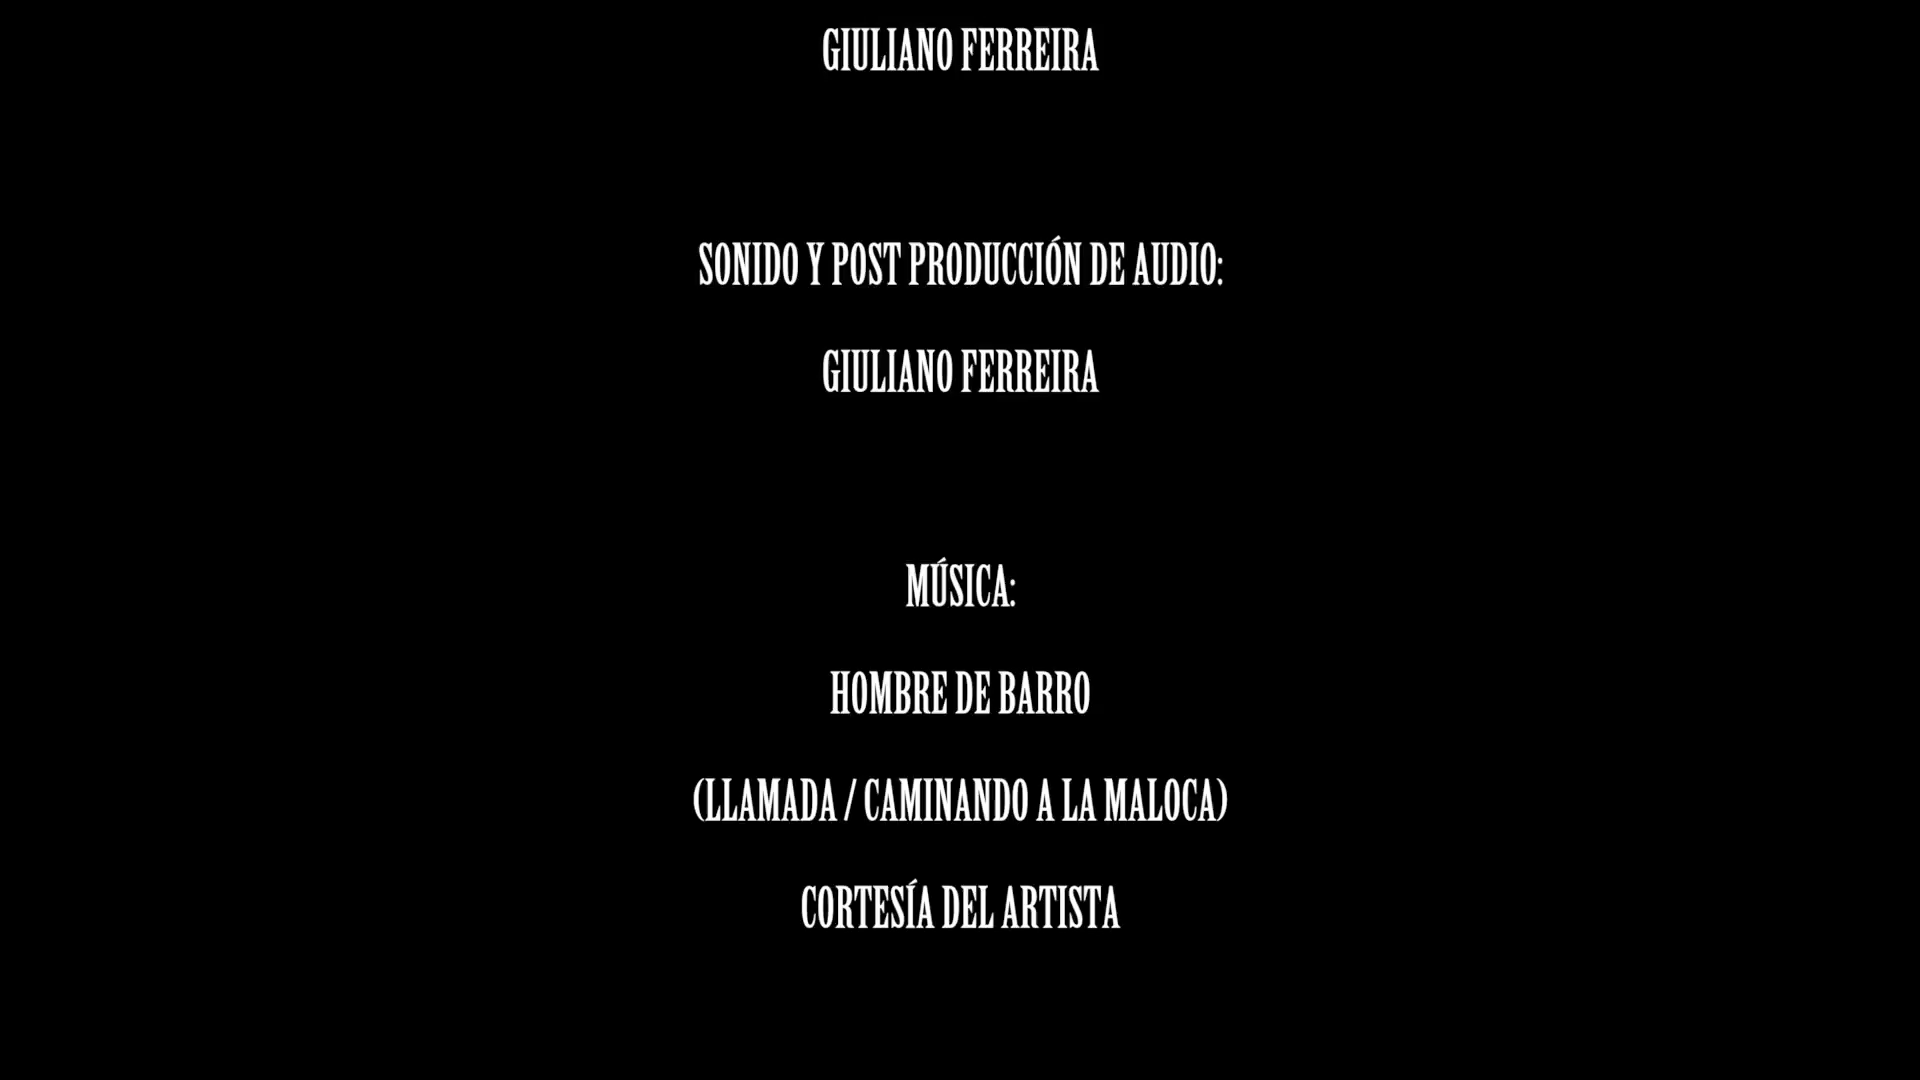 GIULIANO FERREIRA
SONIDO Y POST PRODUCCIÓN DE AUDIO:
GIULIANO FERREIRA
MÚSICA:
HOMBRE DE BARRO
(LLAMADA / CAMINANDO A LA MALOCA)
CORTESÍA DEL ARTISTA